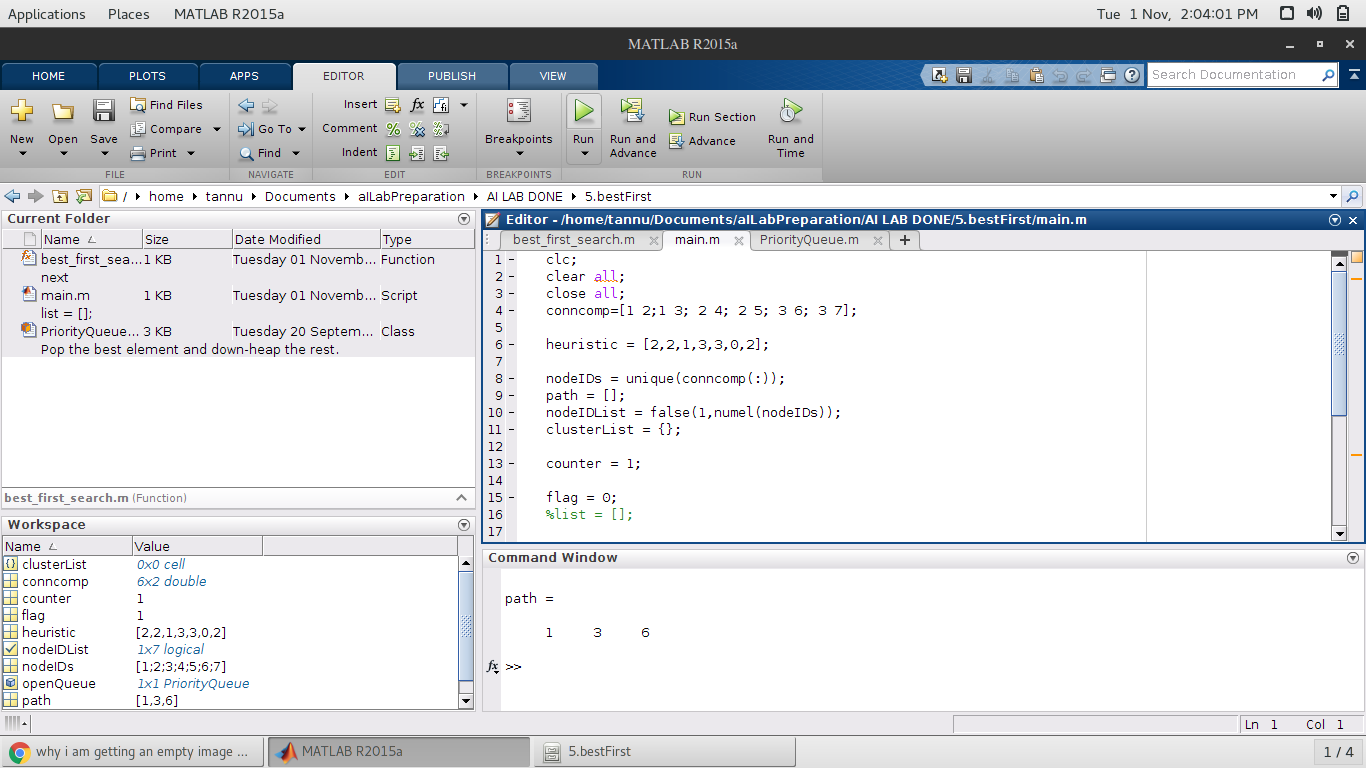 Applications Places MATLAB R2015a Tue 1 Nov, 2:04:01 PM
MATLAB R2015a
HOME PLOTS APPS EDITOR PUBLISH VIEW Search Documentation
New Open Save Find Files Compare Print
Go To Find
Insert fx
Comment
Indent
Breakpoints
Run Run and Advance Run Section Advance Run and Time
FILE NAVIGATE EDIT BREAKPOINTS RUN
/ home tannu Documents aILabPreparation AI LAB DONE 5.bestFirst
Current Folder
Name Size Date Modified Type
best_first_sea... 1 KB Tuesday 01 Novemb... Function
next
main.m 1 KB Tuesday 01 Novemb... Script
list = [];
PriorityQueue... 3 KB Tuesday 20 Septem... Class
Pop the best element and down-heap the rest.
best_first_search.m (Function)
Workspace
Name Value
clusterList 0x0 cell
conncomp 6x2 double
counter 1
flag 1
heuristic [2,2,1,3,3,0,2]
nodeIDList 1x7 logical
nodeIDs [1;2;3;4;5;6;7]
openQueue 1x1 PriorityQueue
path [1,3,6]
Editor - /home/tannu/Documents/aILabPreparation/AI LAB DONE/5.bestFirst/main.m
best_first_search.m main.m PriorityQueue.m +
1 - clc;
2 - clear all;
3 - close all;
4 - conncomp=[1 2;1 3; 2 4; 2 5; 3 6; 3 7];
5
6 - heuristic = [2,2,1,3,3,0,2];
7
8 - nodeIDs = unique(conncomp(:));
9 - path = [];
10 - nodeIDList = false(1,numel(nodeIDs));
11 - clusterList = {};
12
13 - counter = 1;
14
15 - flag = 0;
16 %list = [];
17
Command Window
path =
1 3 6
fx >>
Ln 1 Col 1
why i am getting an empty image ... MATLAB R2015a 5.bestFirst 1 / 4